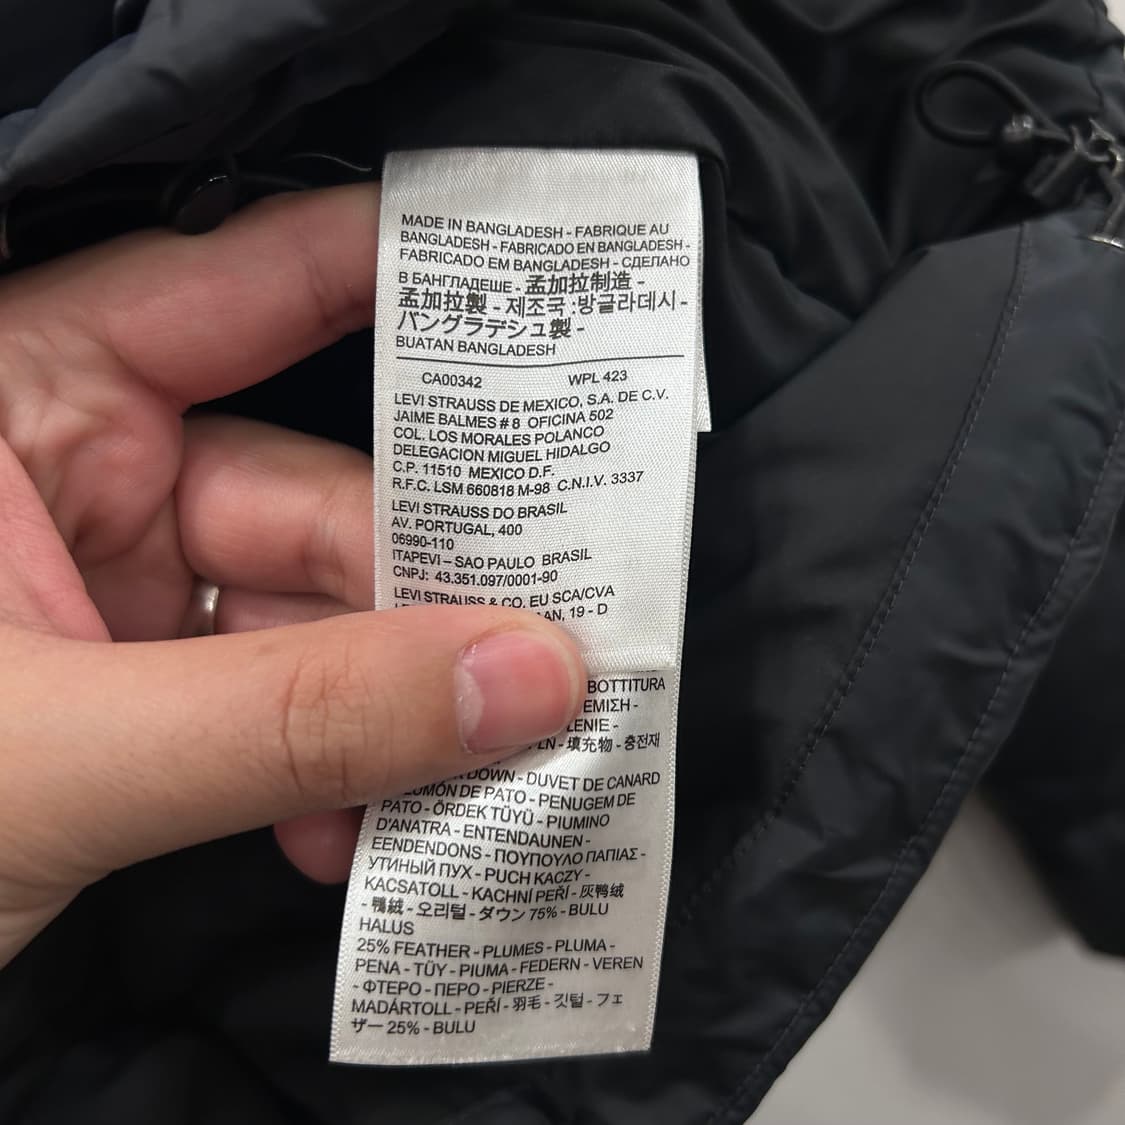 MADE IN BANGLADESH - FABRIQUE AU
BANGLADESH - FABRICADO EN BANGLADESH -
FABRICADO EM BANGLADESH - СДЕЛАНО
В БАНГЛАДЕШЕ - 孟加拉制造 -
孟加拉製 - 제조국 :방글라데시 -
バングラデシュ製 -
BUATAN BANGLADESH
CA00342 WPL 423
LEVI STRAUSS DE MEXICO, S.A. DE C.V.
JAIME BALMES # 8 OFICINA 502
COL. LOS MORALES POLANCO
DELEGACION MIGUEL HIDALGO
C.P. 11510 MEXICO D.F.
R.F.C. LSM 660818 M-98 C.N.I.V. 3337
LEVI STRAUSS DO BRASIL
AV. PORTUGAL, 400
06990-110
ITAPEVI – SAO PAULO BRASIL
CNPJ: 43.351.097/0001-90
LEVI STRAUSS & CO. EU SCA/CVA
19 - D
BOTTITURA
- 填充物 - 충전재
DOWN - DUVET DE CANARD
DE PATO - PENUGEM DE
PATO - ÖRDEK TÜYÜ - PIUMINO
D'ANATRA - ENTENDAUNEN -
EENDENDONS - ΠΟΥΠΟΥΛΟ ΠΑΠΙΑΣ -
УТИНЫЙ ПУХ - PUCH KACZY -
KACSATOLL - KACHNÍ PEŘÍ - 灰鸭绒
- 鴨絨 - 오리털 - ダウン 75% - BULU
HALUS
25% FEATHER - PLUMES - PLUMA -
PENA - TÜY - PIUMA - FEDERN - VEREN
- ΦΤΕΡΟ - ПЕРО - PIERZE -
MADÁRTOLL - PEŘÍ - 羽毛 - 깃털 - フェ
ザー 25% - BULU